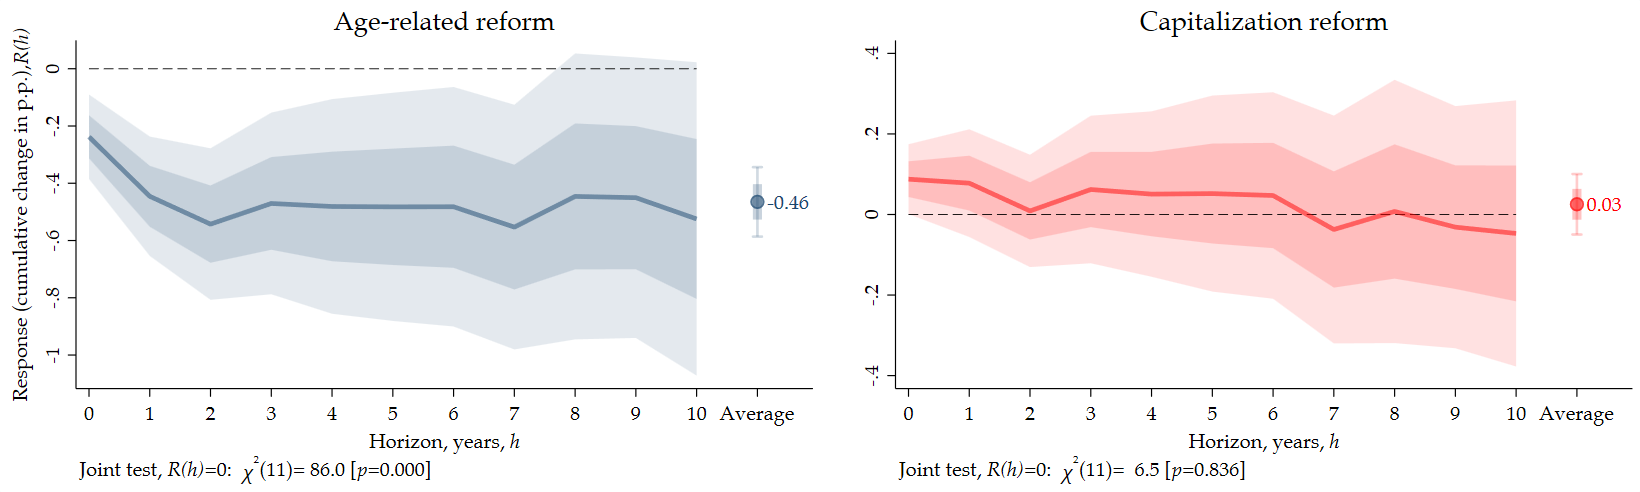 Age-related reform
Response (cumulative change in p.p.),R(h)
0
-.2
-.4
-.6
-.8
-1
-0.46
0 1 2 3 4 5 6 7 8 9 10 Average
Horizon, years, h
Joint test, R(h)=0: χ²(11)= 86.0 [p=0.000]
Capitalization reform
.4
.2
0
-.2
-.4
0.03
0 1 2 3 4 5 6 7 8 9 10 Average
Horizon, years, h
Joint test, R(h)=0: χ²(11)= 6.5 [p=0.836]